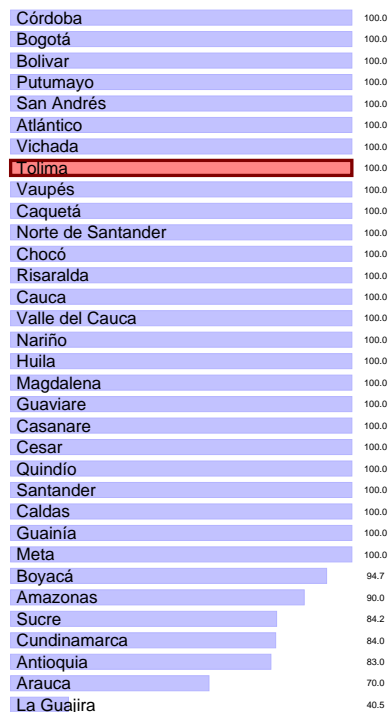 Córdoba 100.0
Bogotá 100.0
Bolivar 100.0
Putumayo 100.0
San Andrés 100.0
Atlántico 100.0
Vichada 100.0
Tolima 100.0
Vaupés 100.0
Caquetá 100.0
Norte de Santander 100.0
Chocó 100.0
Risaralda 100.0
Cauca 100.0
Valle del Cauca 100.0
Nariño 100.0
Huila 100.0
Magdalena 100.0
Guaviare 100.0
Casanare 100.0
Cesar 100.0
Quindío 100.0
Santander 100.0
Caldas 100.0
Guainía 100.0
Meta 100.0
Boyacá 94.7
Amazonas 90.0
Sucre 84.2
Cundinamarca 84.0
Antioquia 83.0
Arauca 70.0
La Guajira 40.5